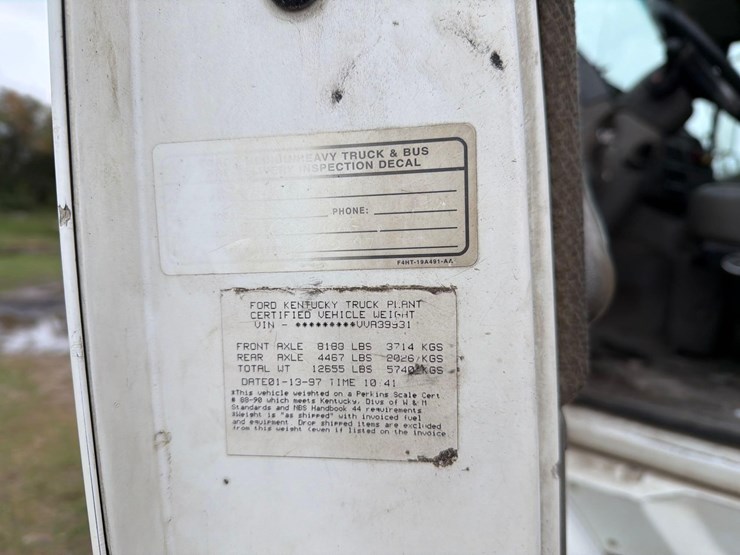 EAVY TRUCK & BUS
INSPECTION DECAL
PHONE:
F4HT-19A491-AA
FORD KENTUCKY TRUCK PLANT
CERTIFIED VEHICLE WEIGHT
VIN - *********VVA39931
FRONT AXLE 8188 LBS 3714 KGS
REAR AXLE 4467 LBS 2026 KGS
TOTAL WT 12655 LBS 5740 KGS
DATE01-13-97 TIME 10 41
*This vehicle weighted on a Perkins Scale Cert
# 88-90 which meets Kentucky. Divs of W & M
Standards and NBS Handbook 44 requirements
*Weight is "as shipped" with invoiced fuel
and equipment. Drop shipped items are excluded
from this weight (even if listed on the invoice